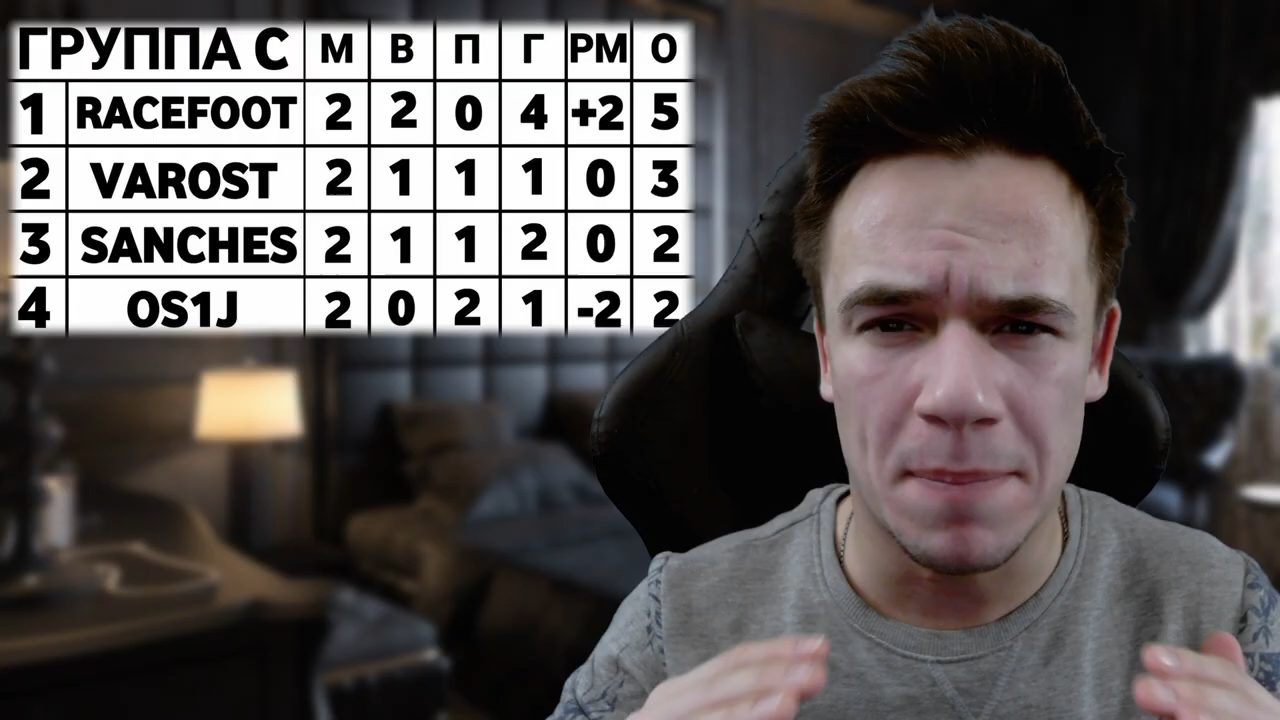 ГРУППА С М В П Г РМ О
1 RACEFOOT 2 2 0 4 +2 5
2 VAROST 2 1 1 1 0 3
3 SANCHES 2 1 1 2 0 2
4 OS1J 2 0 2 1 -2 2